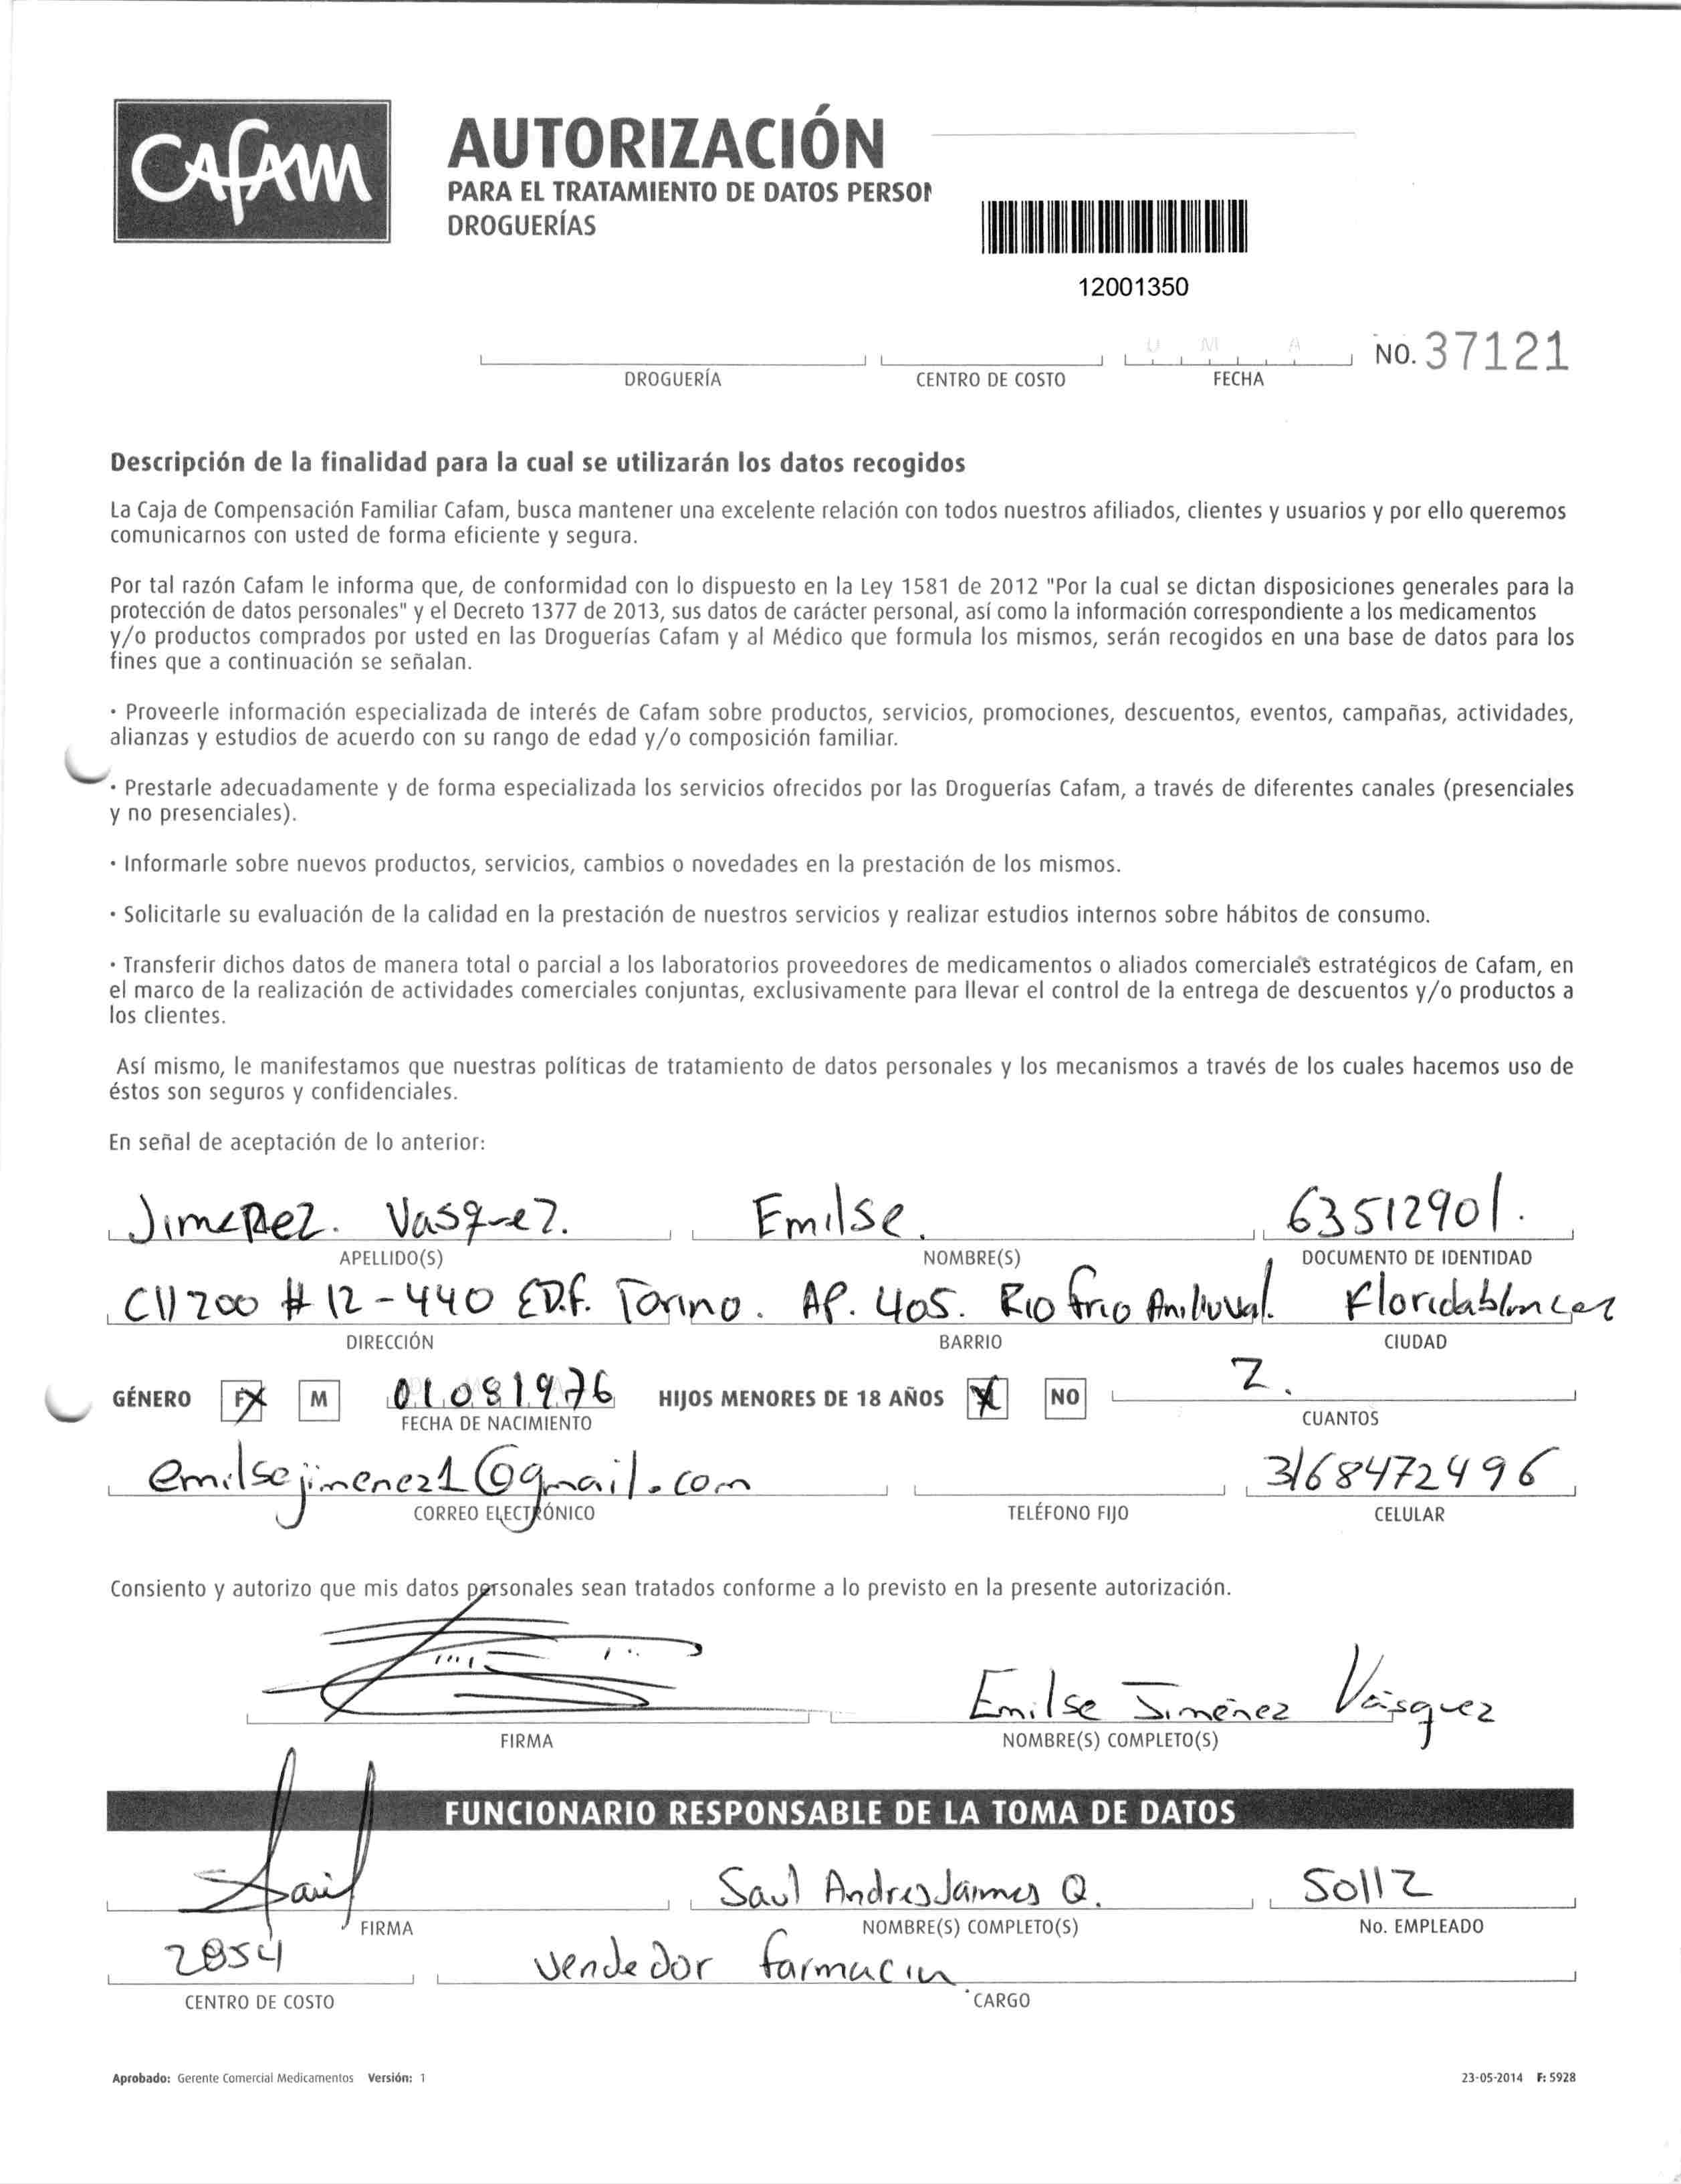 CAFAM
AUTORIZACIÓN
PARA EL TRATAMIENTO DE DATOS PERSO
DROGUERÍAS
12001350
D M A
NO. 37121
DROGUERÍA CENTRO DE COSTO FECHA
Descripción de la finalidad para la cual se utilizarán los datos recogidos
La Caja de Compensación Familiar Cafam, busca mantener una excelente relación con todos nuestros afiliados, clientes y usuarios y por ello queremos
comunicarnos con usted de forma eficiente y segura.
Por tal razón Cafam le informa que, de conformidad con lo dispuesto en la Ley 1581 de 2012 "Por la cual se dictan disposiciones generales para la
protección de datos personales" y el Decreto 1377 de 2013, sus datos de carácter personal, así como la información correspondiente a los medicamentos
y/o productos comprados por usted en las Droguerías Cafam y al Médico que formula los mismos, serán recogidos en una base de datos para los
fines que a continuación se señalan.
· Proveerle información especializada de interés de Cafam sobre productos, servicios, promociones, descuentos, eventos, campañas, actividades,
alianzas y estudios de acuerdo con su rango de edad y/o composición familiar.
· Prestarle adecuadamente y de forma especializada los servicios ofrecidos por las Droguerías Cafam, a través de diferentes canales (presenciales
y no presenciales).
· Informarle sobre nuevos productos, servicios, cambios o novedades en la prestación de los mismos.
· Solicitarle su evaluación de la calidad en la prestación de nuestros servicios y realizar estudios internos sobre hábitos de consumo.
· Transferir dichos datos de manera total o parcial a los laboratorios proveedores de medicamentos o aliados comerciales estratégicos de Cafam, en
el marco de la realización de actividades comerciales conjuntas, exclusivamente para llevar el control de la entrega de descuentos y/o productos a
los clientes.
Así mismo, le manifestamos que nuestras políticas de tratamiento de datos personales y los mecanismos a través de los cuales hacemos uso de
éstos son seguros y confidenciales.
En señal de aceptación de lo anterior:
Jimenez. Vasquez. Emilse. 63512901.
APELLIDO(S) NOMBRE(S) DOCUMENTO DE IDENTIDAD
Cll 200 # 12-440 EDf. Torino. AP. 405. Rio frio Floridablanca
DIRECCIÓN BARRIO CIUDAD
GÉNERO F X M 01081976 HIJOS MENORES DE 18 AÑOS X NO 2.
FECHA DE NACIMIENTO CUANTOS
emilsejimenez1@gmail.com 3168472496
CORREO ELECTRÓNICO TELÉFONO FIJO CELULAR
Consiento y autorizo que mis datos personales sean tratados conforme a lo previsto en la presente autorización.
Emilse Jiménez Vásquez
FIRMA NOMBRE(S) COMPLETO(S)
FUNCIONARIO RESPONSABLE DE LA TOMA DE DATOS
Saul Andres Jaimes Q. 50112
FIRMA NOMBRE(S) COMPLETO(S) No. EMPLEADO
2854 vendedor farmacia
CENTRO DE COSTO CARGO
Aprobado: Gerente Comercial Medicamentos Versión: 1 23-05-2014 F: 5928